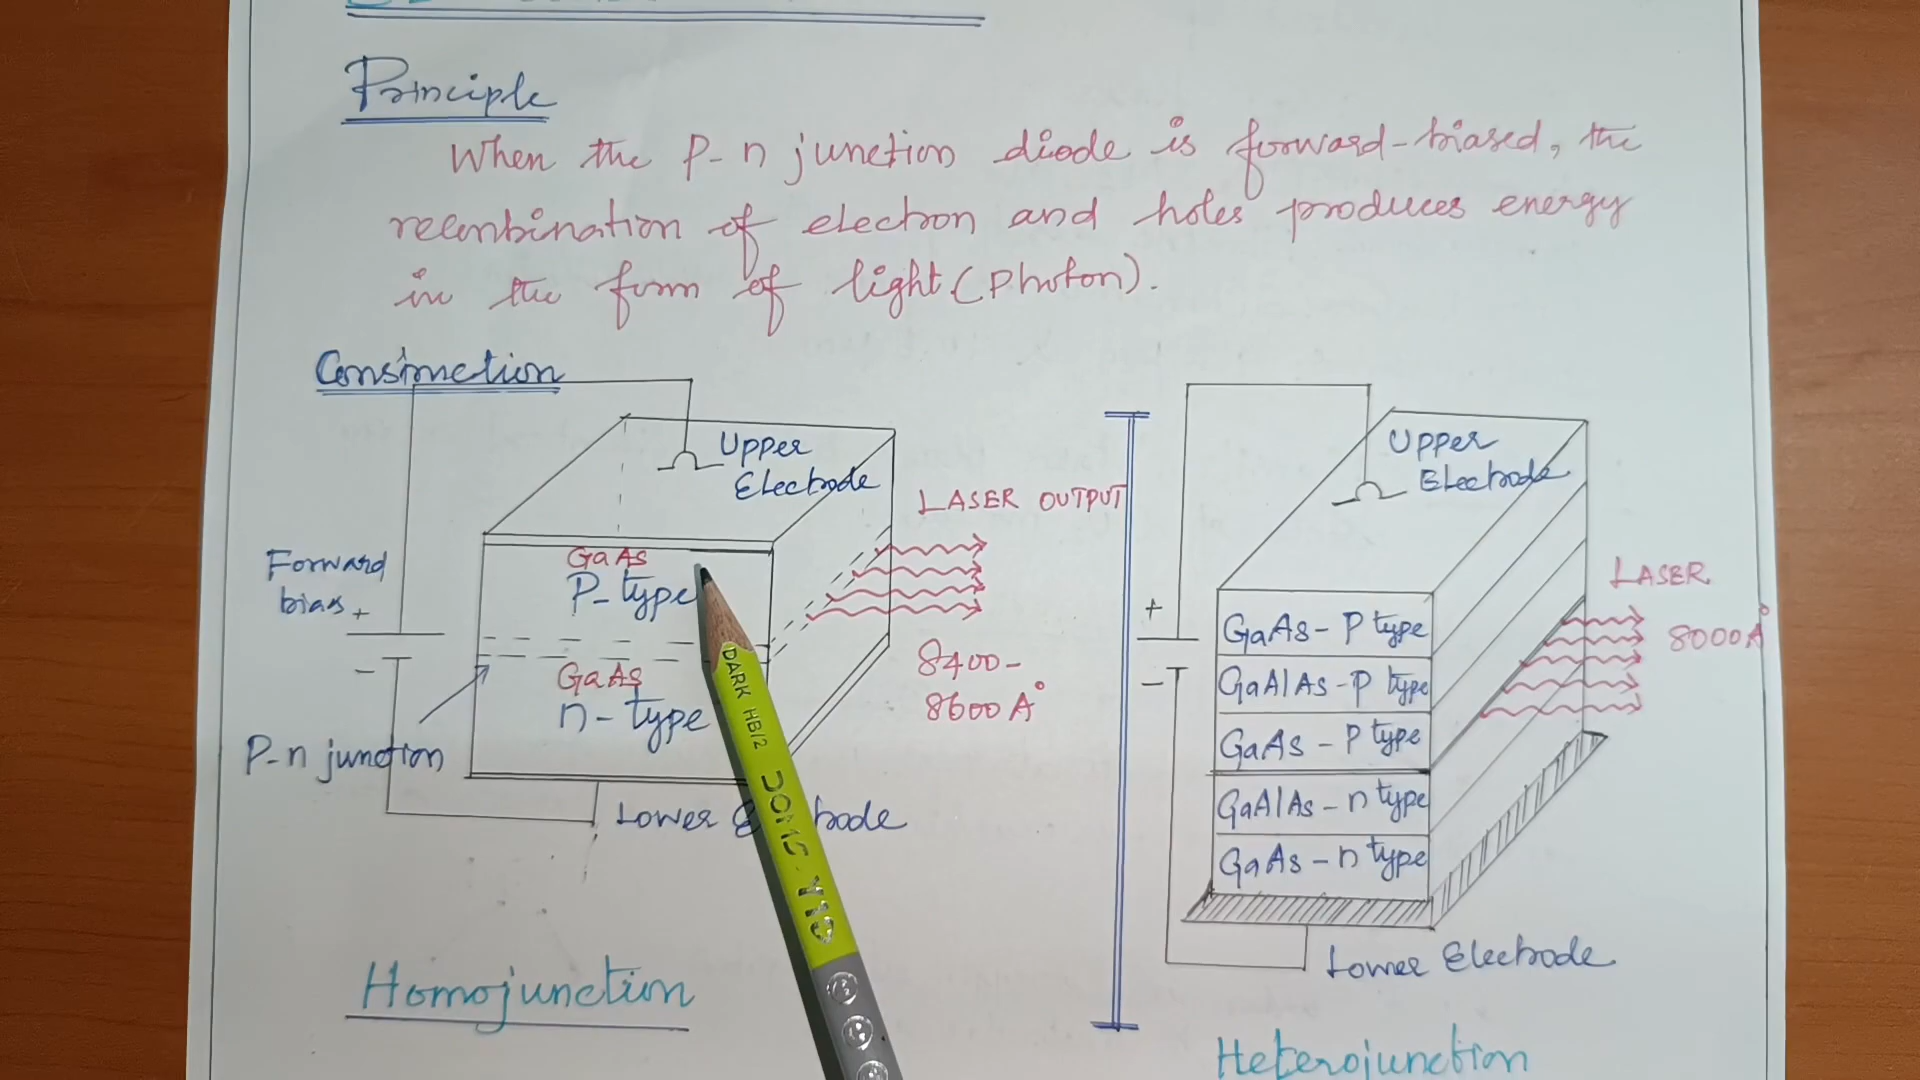 Principle
When the P-n junction diode is forward-biased, the
recombination of electron and holes produces energy
in the form of light (photon).
Construction
Upper
Electrode
LASER OUTPUT
Forward
bias +
-
GaAs
P-type
GaAs
n-type
8400-
8600 A°
P-n junction
Lower
Homojunction
DARK HB/2 DOMS Y1D
Upper
Electrode
LASER
8000A°
+
-
GaAs - P type
GaAlAs - P type
GaAs - P type
GaAlAs - n type
GaAs - n type
Lower Electrode
Heterojunction